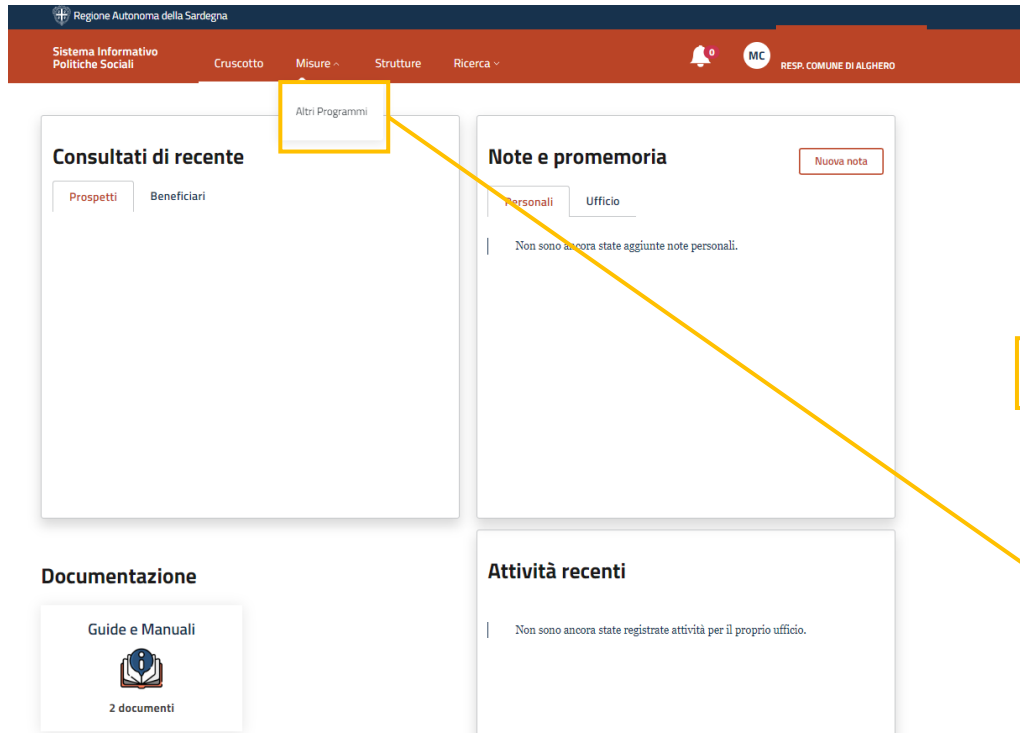 Regione Autonoma della Sardegna
Sistema Informativo
Politiche Sociali
Cruscotto
Misure
Strutture
Ricerca
0
MC
RESP. COMUNE DI ALGHERO
Altri Programmi
Consultati di recente
Prospetti
Beneficiari
Note e promemoria
Nuova nota
Personali
Ufficio
Non sono ancora state aggiunte note personali.
Documentazione
Guide e Manuali
2 documenti
Attività recenti
Non sono ancora state registrate attività per il proprio ufficio.